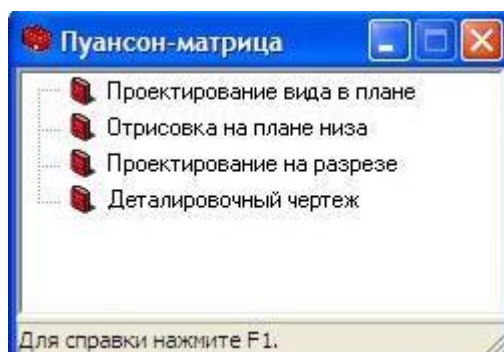 Пуансон-матрица
Проектирование вида в плане
Отрисовка на плане низа
Проектирование на разрезе
Деталировочный чертеж
Для справки нажмите F1.